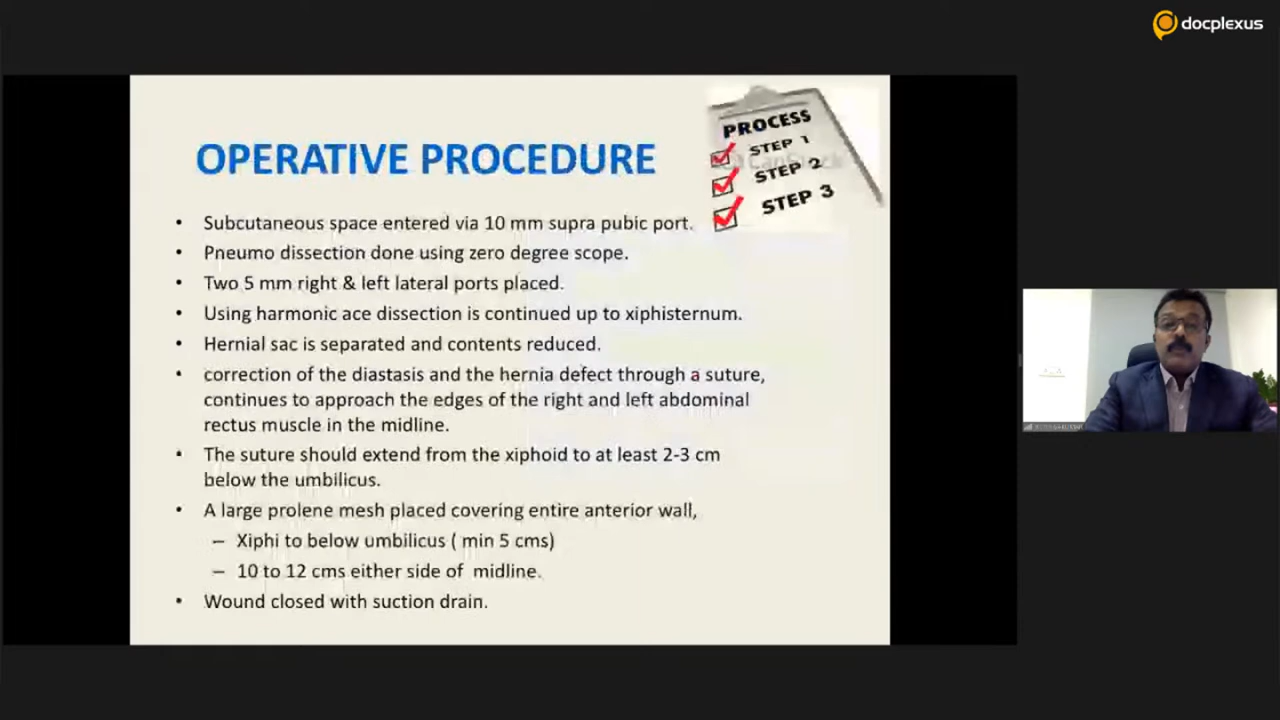 docplexus
PROCESS
STEP 1
CanStock
STEP 2
STEP 3
OPERATIVE PROCEDURE
• Subcutaneous space entered via 10 mm supra pubic port.
• Pneumo dissection done using zero degree scope.
• Two 5 mm right & left lateral ports placed.
• Using harmonic ace dissection is continued up to xiphisternum.
• Hernial sac is separated and contents reduced.
• correction of the diastasis and the hernia defect through a suture,
continues to approach the edges of the right and left abdominal
rectus muscle in the midline.
• The suture should extend from the xiphoid to at least 2-3 cm
below the umbilicus.
• A large prolene mesh placed covering entire anterior wall,
– Xiphi to below umbilicus ( min 5 cms)
– 10 to 12 cms either side of midline.
• Wound closed with suction drain.